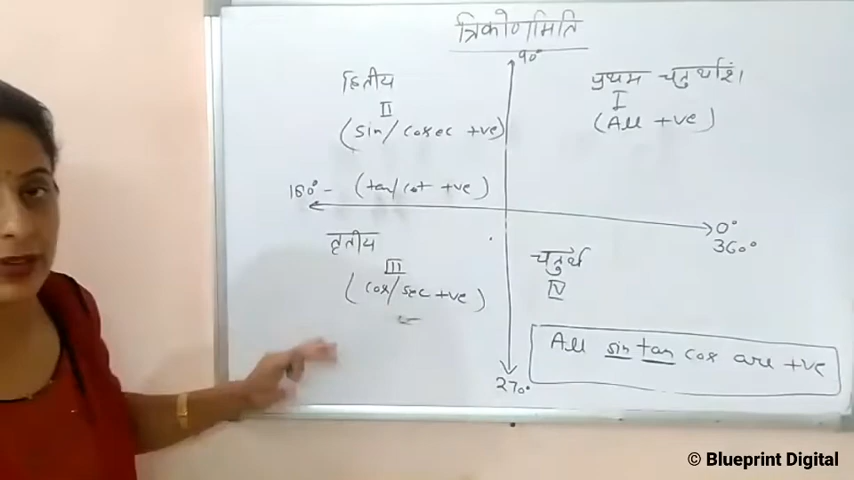 त्रिकोणमिति
90°
द्वितीय
II
(sin/cosec +ve)
प्रथम चतुर्थांश
I
(All +ve)
180° - (tan/cot +ve)
0°
360°
तृतीय
III
(cos/sec +ve)
चतुर्थ
IV
All sin tan cos are +ve
270°
© Blueprint Digital